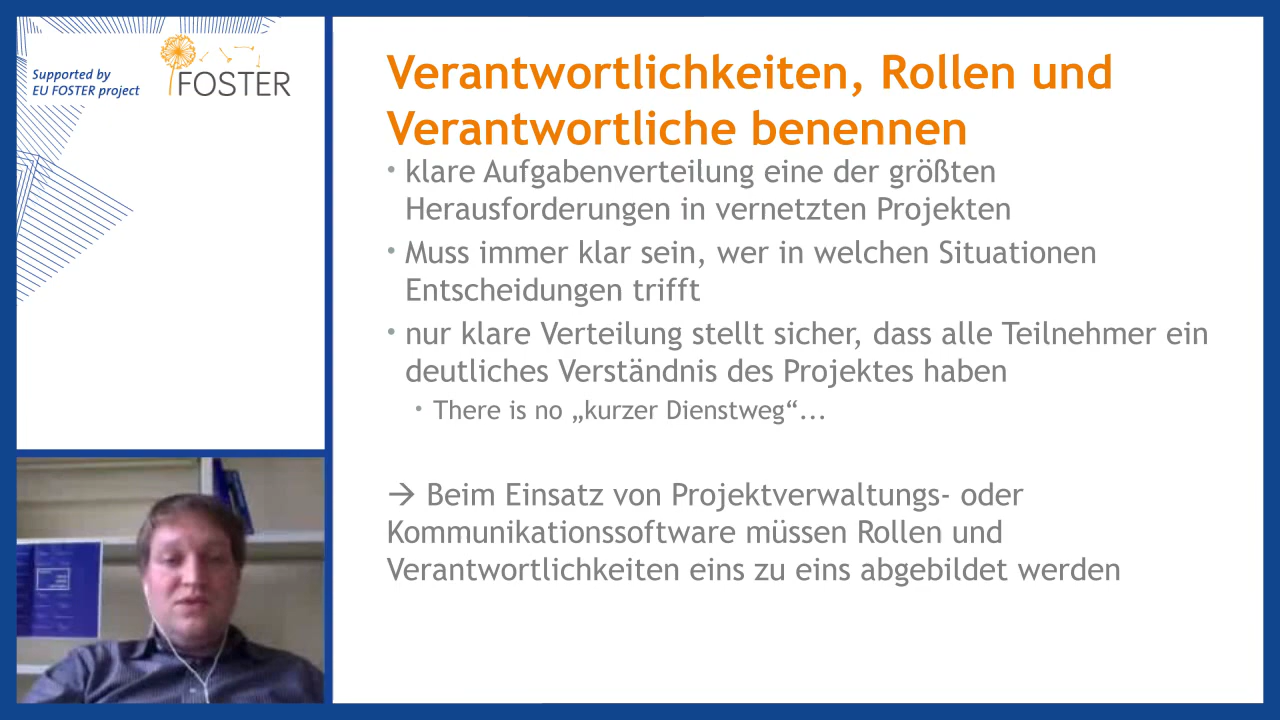 Supported by
EU FOSTER project
FOSTER
Verantwortlichkeiten, Rollen und
Verantwortliche benennen
• klare Aufgabenverteilung eine der größten
Herausforderungen in vernetzten Projekten
• Muss immer klar sein, wer in welchen Situationen
Entscheidungen trifft
• nur klare Verteilung stellt sicher, dass alle Teilnehmer ein
deutliches Verständnis des Projektes haben
• There is no „kurzer Dienstweg“...
→ Beim Einsatz von Projektverwaltungs- oder
Kommunikationssoftware müssen Rollen und
Verantwortlichkeiten eins zu eins abgebildet werden